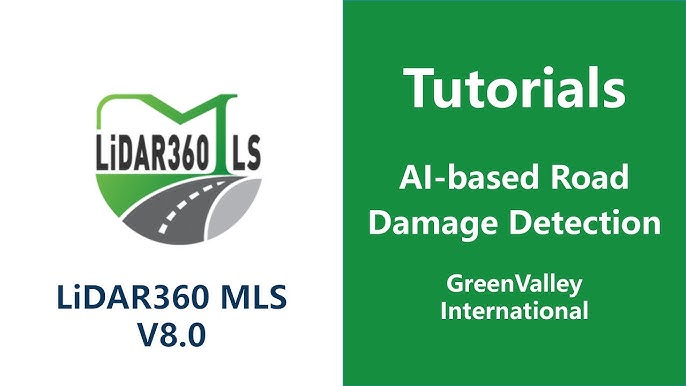 LiDAR360 MLS
LiDAR360 MLS
V8.0
Tutorials
AI-based Road
Damage Detection
GreenValley
International